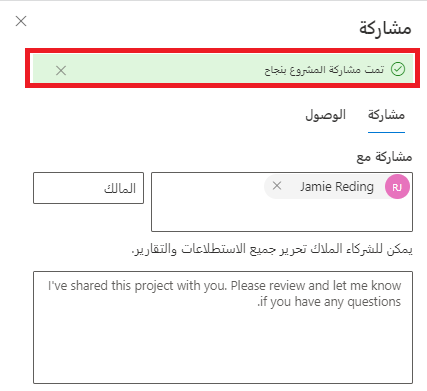 مشاركة
تمت مشاركة المشروع بنجاح
مشاركة الوصول
مشاركة مع
RJ Jamie Reding المالك
يمكن للشركاء الملاك تحرير جميع الاستطلاعات والتقارير.
I've shared this project with you. Please review and let me know
if you have any questions.